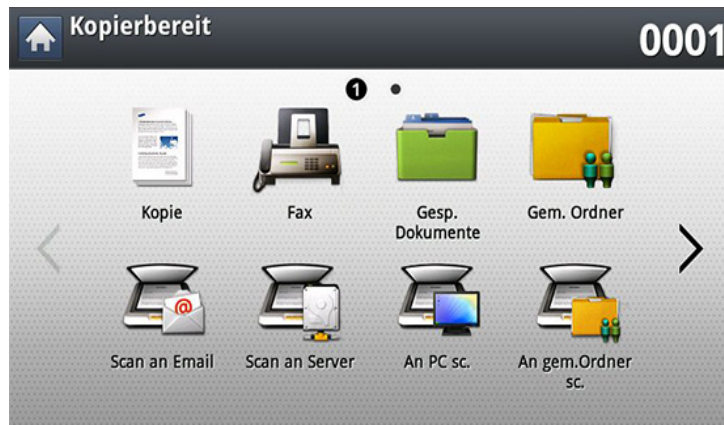 Kopierbereit
0001
1
Kopie
Fax
Gesp.
Dokumente
Gem. Ordner
Scan an Email
Scan an Server
An PC sc.
An gem.Ordner
sc.